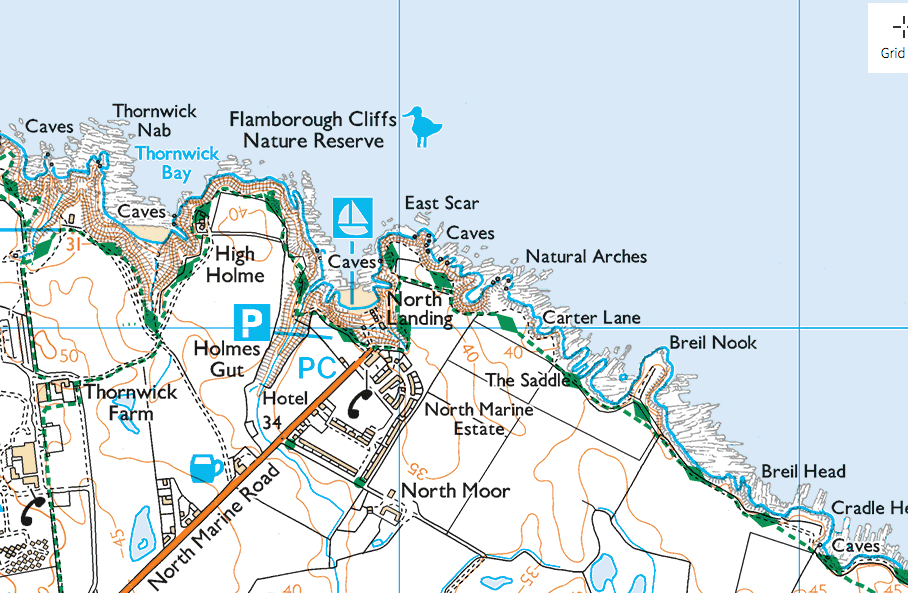 Grid
Thornwick
Nab
Caves
Flamborough Cliffs
Nature Reserve
Thornwick
Bay
Caves
East Scar
Caves
40
31
High
Holme
Caves
Natural Arches
North
Landing
P
Carter Lane
Breil Nook
50
Holmes
Gut
PC
40
40
The Saddle
Thornwick
Farm
Hotel
34
North Marine
Estate
35
Breil Head
North Moor
North Marine Road
Cradle He
45
Caves
35
40
45
45